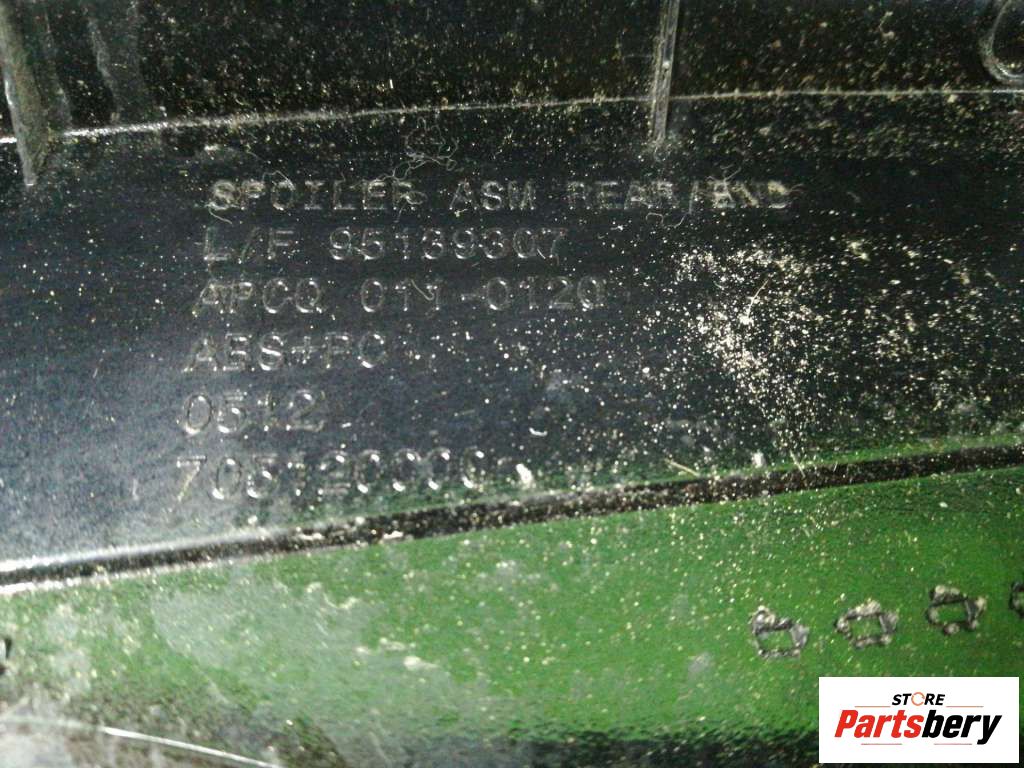 SPOILER ASM REAR/END
L/F 95139307
APCQ 011-0120
ABS+PC
0512
STORE
Partsbery